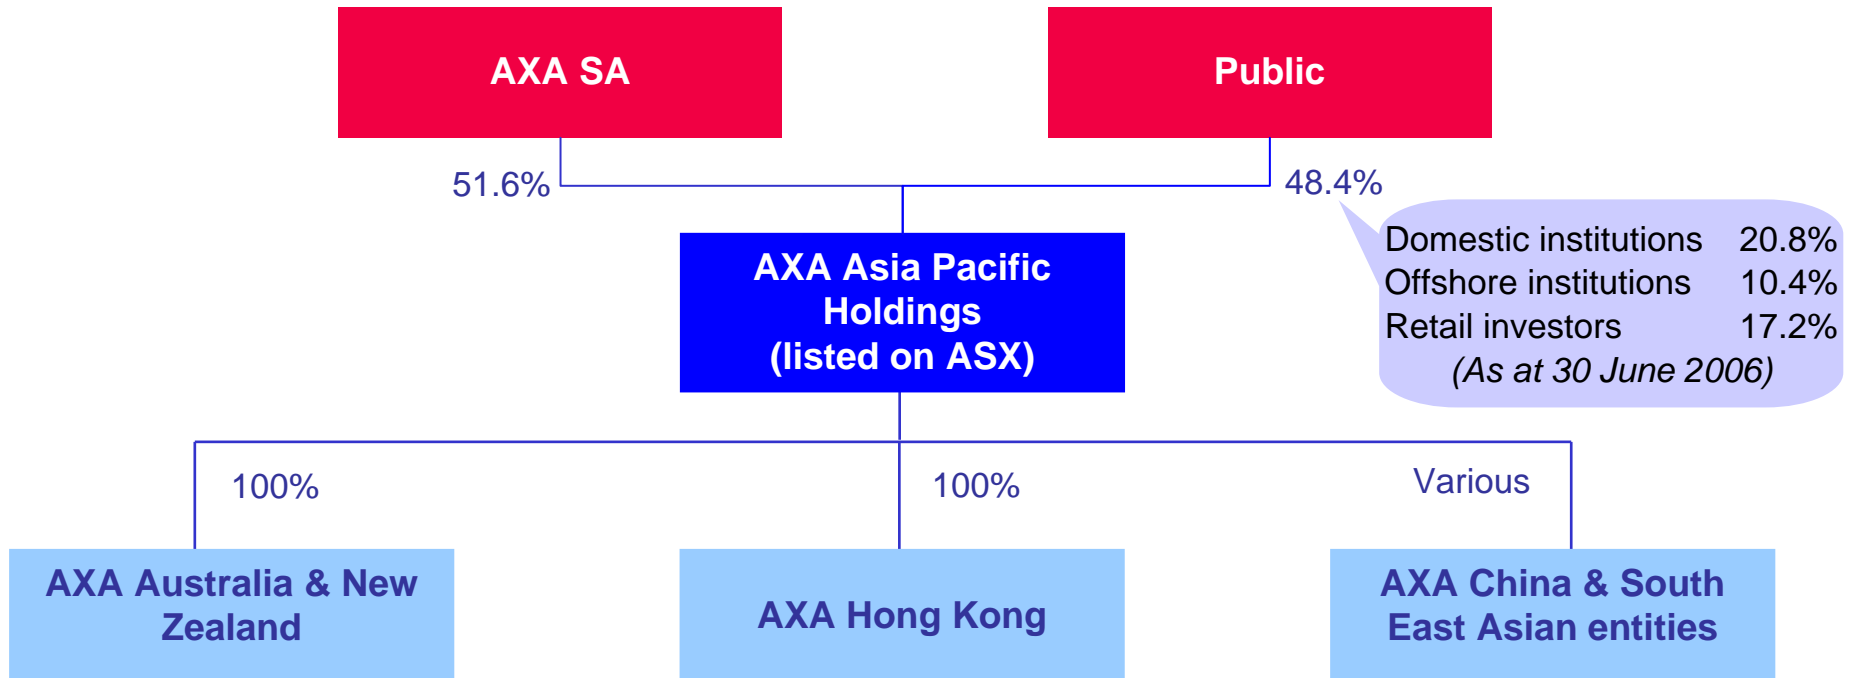 AXA SA
Public
51.6%
48.4%
Domestic institutions 20.8%
Offshore institutions 10.4%
Retail investors 17.2%
(As at 30 June 2006)
AXA Asia Pacific
Holdings
(listed on ASX)
100%
100%
Various
AXA Australia & New
Zealand
AXA Hong Kong
AXA China & South
East Asian entities